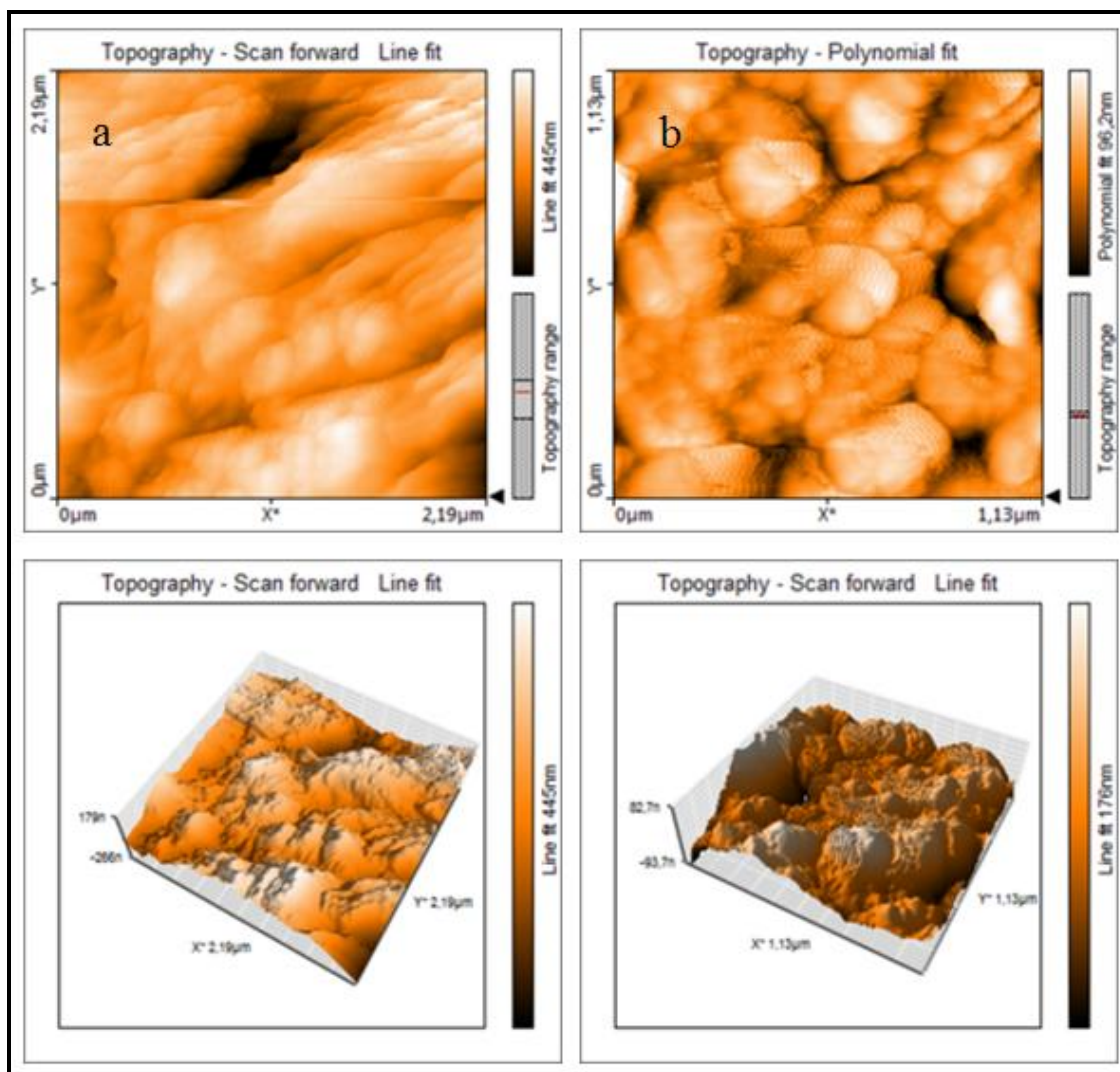 Topography - Scan forward Line fit
a
2,19µm
Y*
0µm
0µm
X*
2,19µm
Line fit 445nm
Topography range
Topography - Polynomial fit
b
1,13µm
Y*
0µm
0µm
X*
1,13µm
Polynomial fit 96,2nm
Topography range
Topography - Scan forward Line fit
179n
-266n
X* 2,19µm
Y* 2,19µm
Line fit 445nm
Topography - Scan forward Line fit
82,7n
-93,7n
X* 1,13µm
Y* 1,13µm
Line fit 176nm